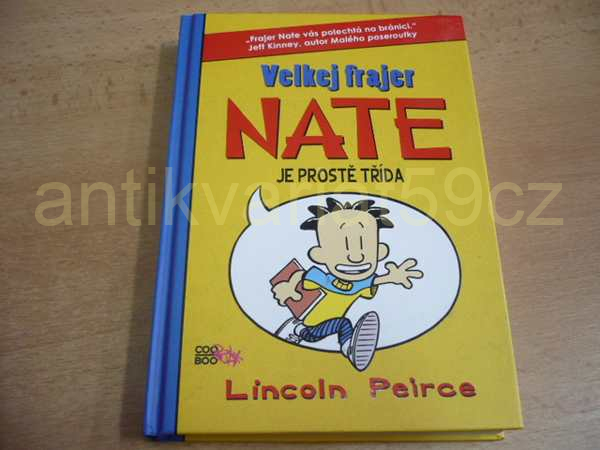 „Frajer Nate vás polechtá na bránici.“
Jeff Kinney, autor Malého poseroutky
Velkej frajer
NATE
JE PROSTĚ TŘÍDA
antikvariat59cz
COO
BOO
Lincoln Peirce